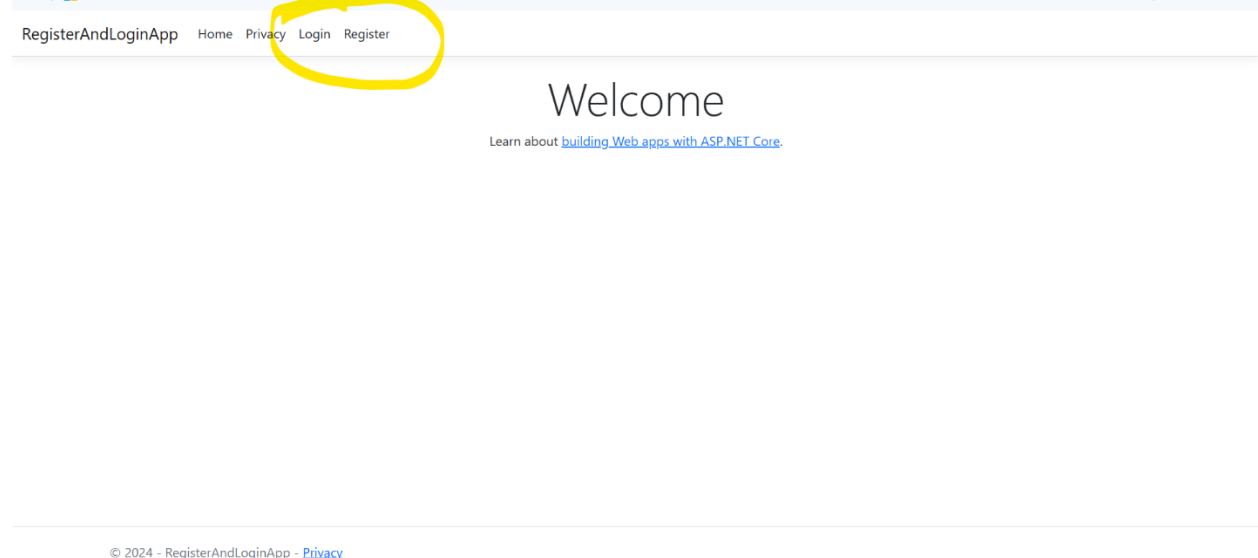 RegisterAndLoginApp Home Privacy Login Register
Welcome
Learn about building Web apps with ASP.NET Core.
© 2024 - RegisterAndLoginApp - Privacy